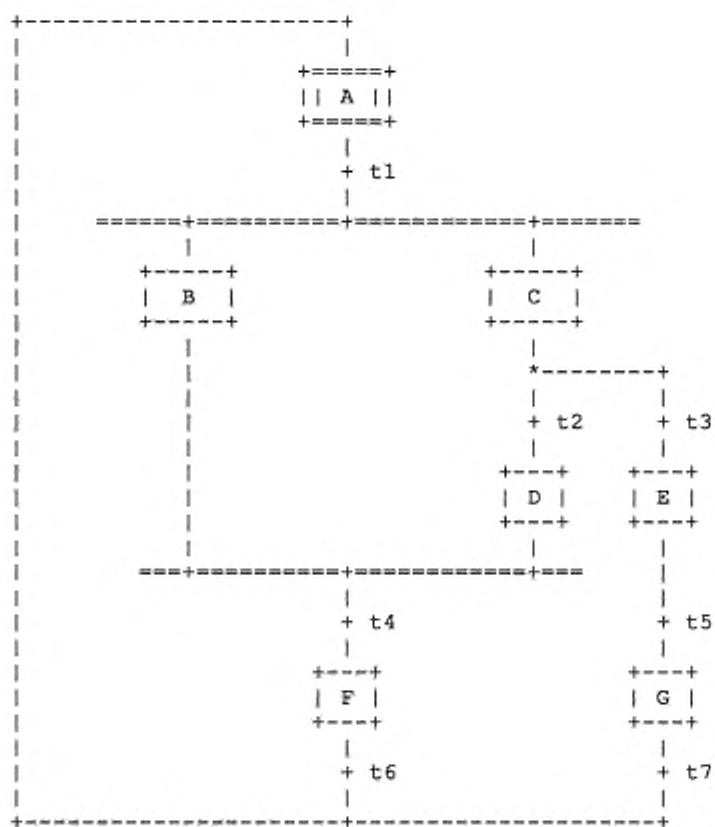 +----------------------+
|                      |
|                   +=====+
|                   || A ||
|                   +=====+
|                      |
|                      + t1
|                      |
|     ======+==========+============+=======
|           |                       |
|        +------+                +------+
|        |  B   |                |  C   |
|        +------+                +------+
|           |                       |
|           |                       *---------+
|           |                       |         |
|           |                       + t2      + t3
|           |                       |         |
|           |                     +---+     +----+
|           |                     | D |     | E |
|           |                     +---+     +----+
|           |                       |         |
|        ===+==========+============+===      |
|                      |                      |
|                      + t4                   + t5
|                      |                      |
|                    +---+                  +----+
|                    | F |                  | G |
|                    +---+                  +----+
|                      |                      |
|                      + t6                   + t7
|                      |                      |
+----------------------+----------------------+